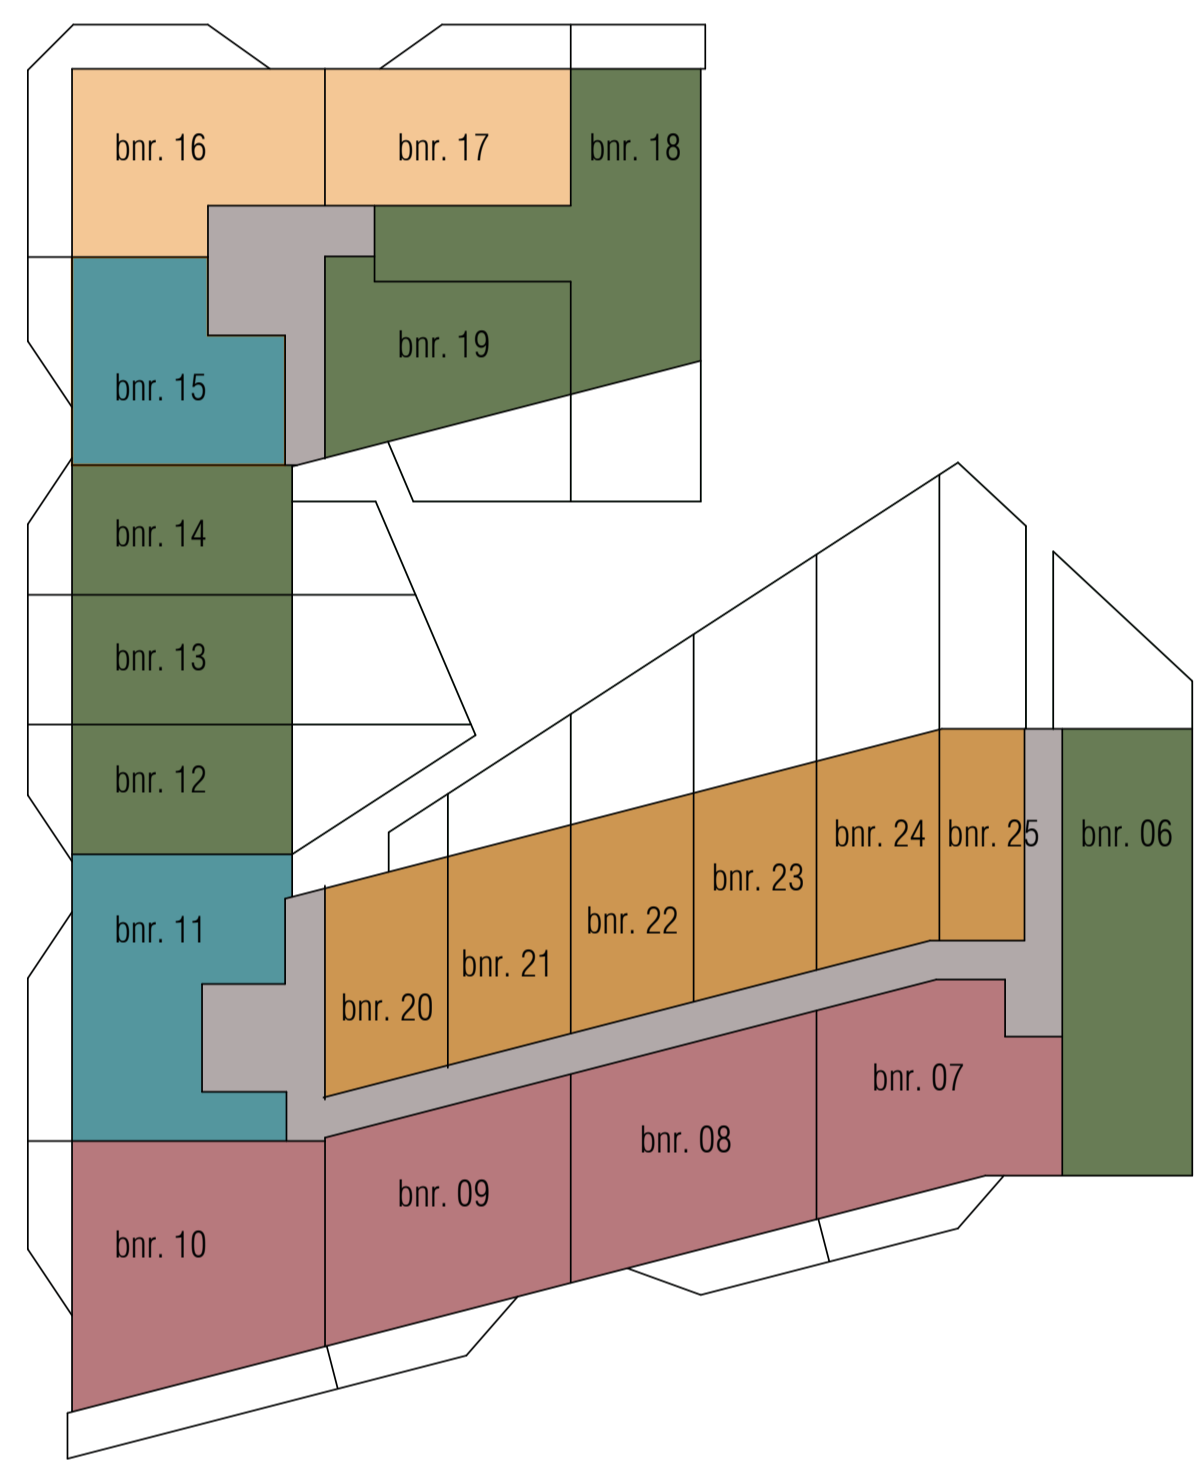 bnr. 16
bnr. 17
bnr. 18
bnr. 19
bnr. 15
bnr. 14
bnr. 13
bnr. 12
bnr. 11
bnr. 24
bnr. 25
bnr. 06
bnr. 23
bnr. 22
bnr. 21
bnr. 20
bnr. 07
bnr. 08
bnr. 09
bnr. 10